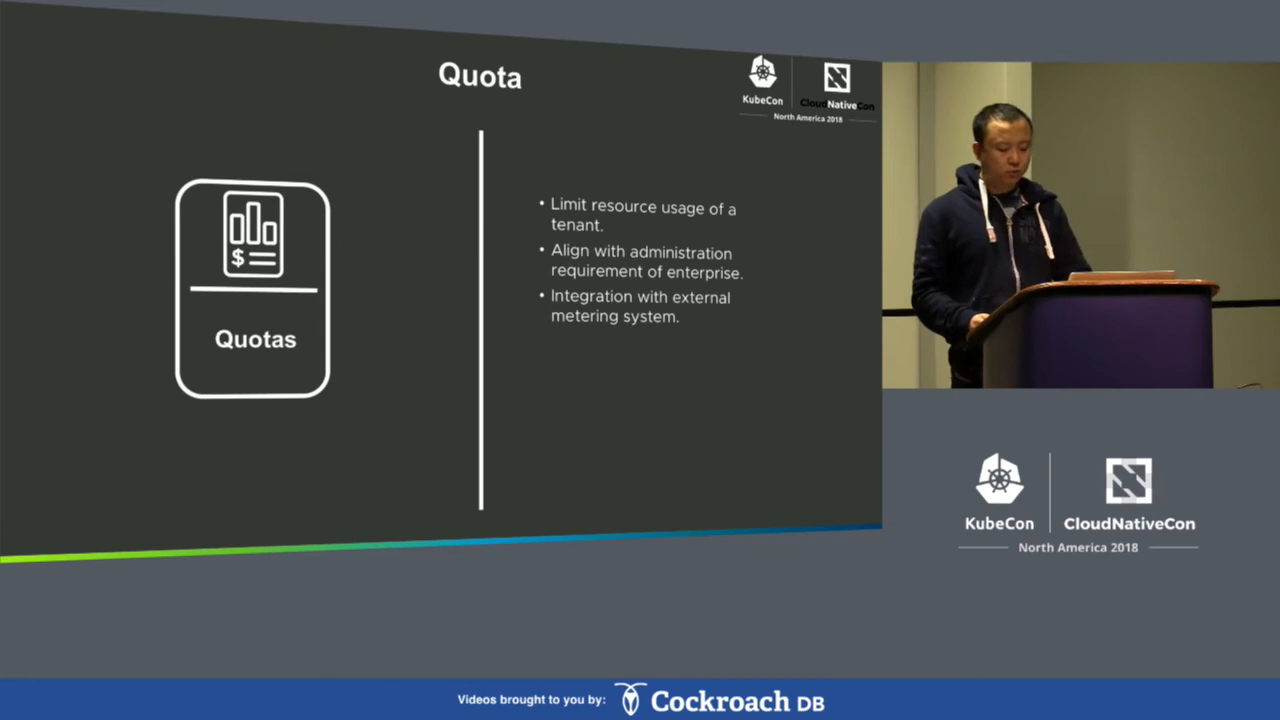 Quota
KubeCon
CloudNativeCon
North America 2018
Quotas
$
• Limit resource usage of a
tenant.
• Align with administration
requirement of enterprise.
• Integration with external
metering system.
KubeCon
CloudNativeCon
North America 2018
Videos brought to you by:
Cockroach DB